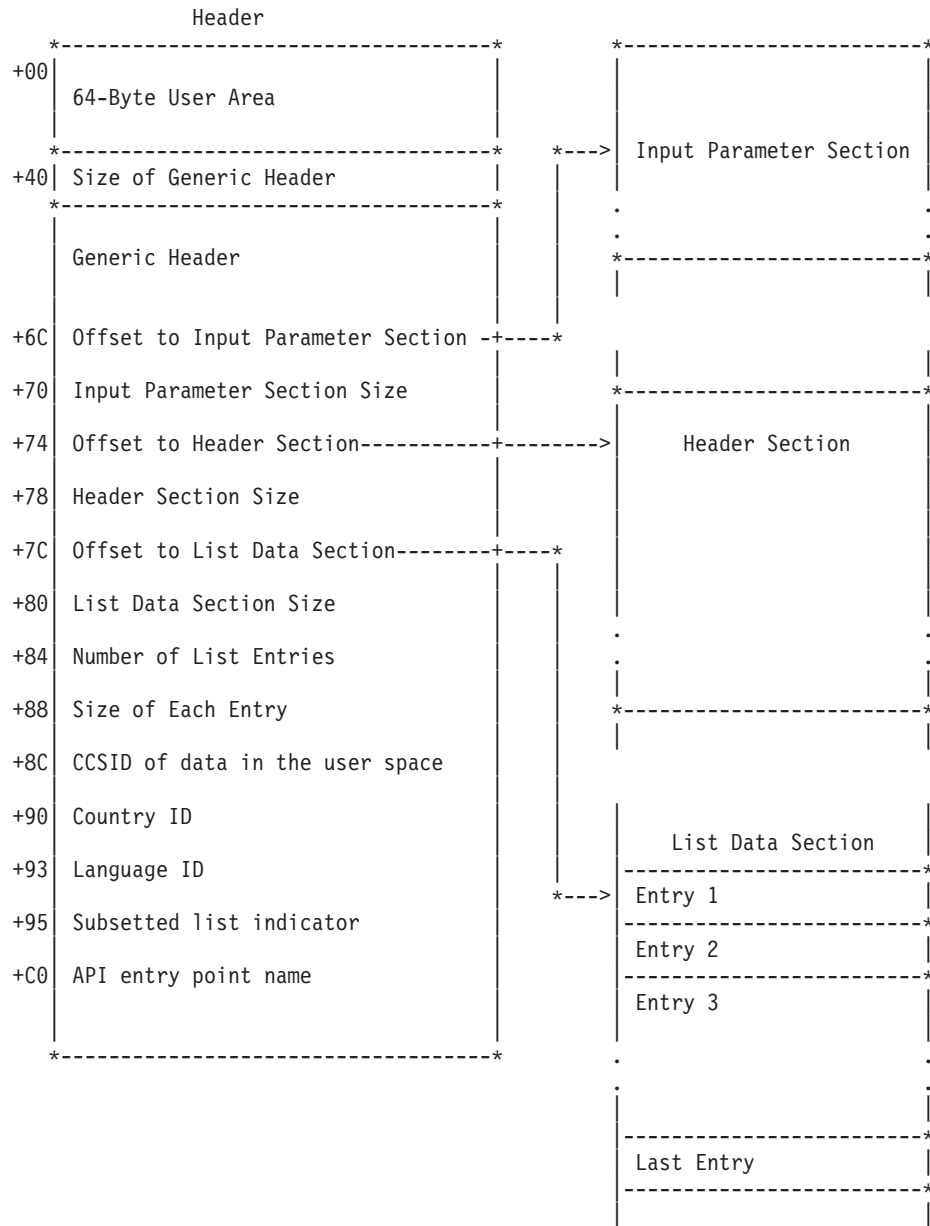 Header
+00
64-Byte User Area
Input Parameter Section
+40 Size of Generic Header
Generic Header
+6C Offset to Input Parameter Section
+70 Input Parameter Section Size
+74 Offset to Header Section
Header Section
+78 Header Section Size
+7C Offset to List Data Section
+80 List Data Section Size
+84 Number of List Entries
+88 Size of Each Entry
+8C CCSID of data in the user space
+90 Country ID
List Data Section
+93 Language ID
Entry 1
+95 Subsetted list indicator
Entry 2
+C0 API entry point name
Entry 3
Last Entry